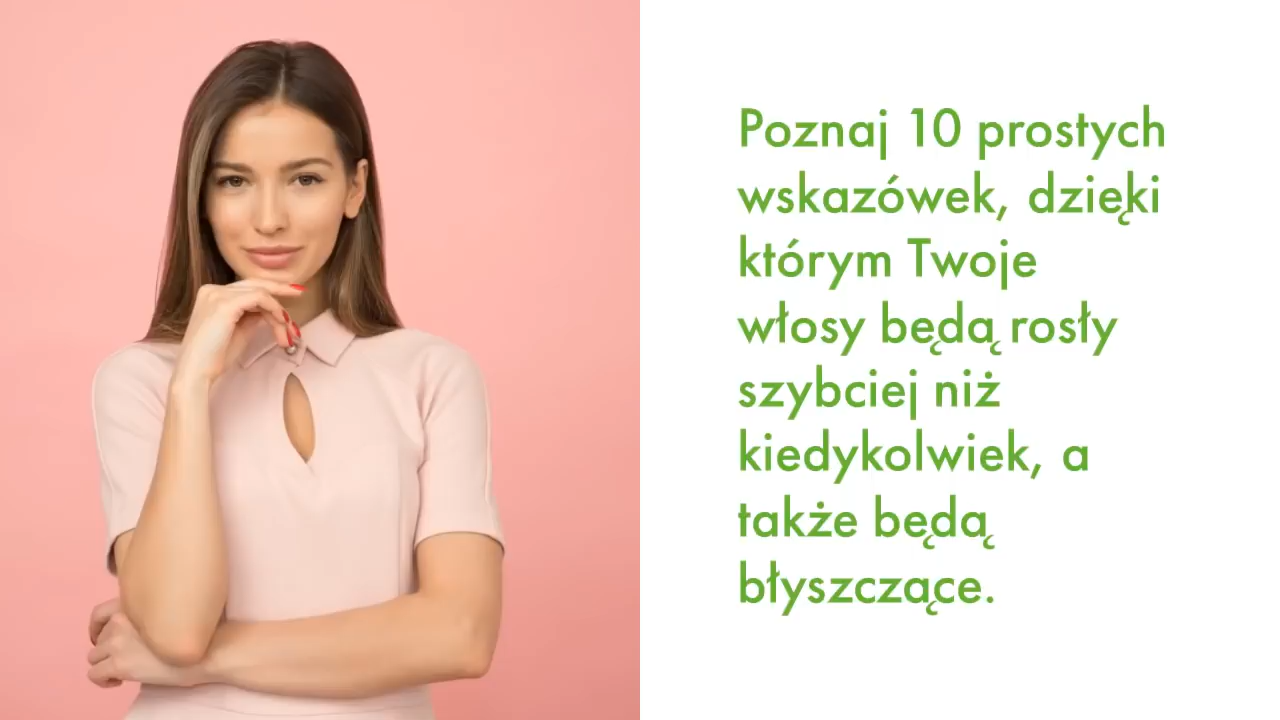 Poznaj 10 prostych
wskazówek, dzięki
którym Twoje
włosy będą rosły
szybciej niż
kiedykolwiek, a
także będą
błyszczące.